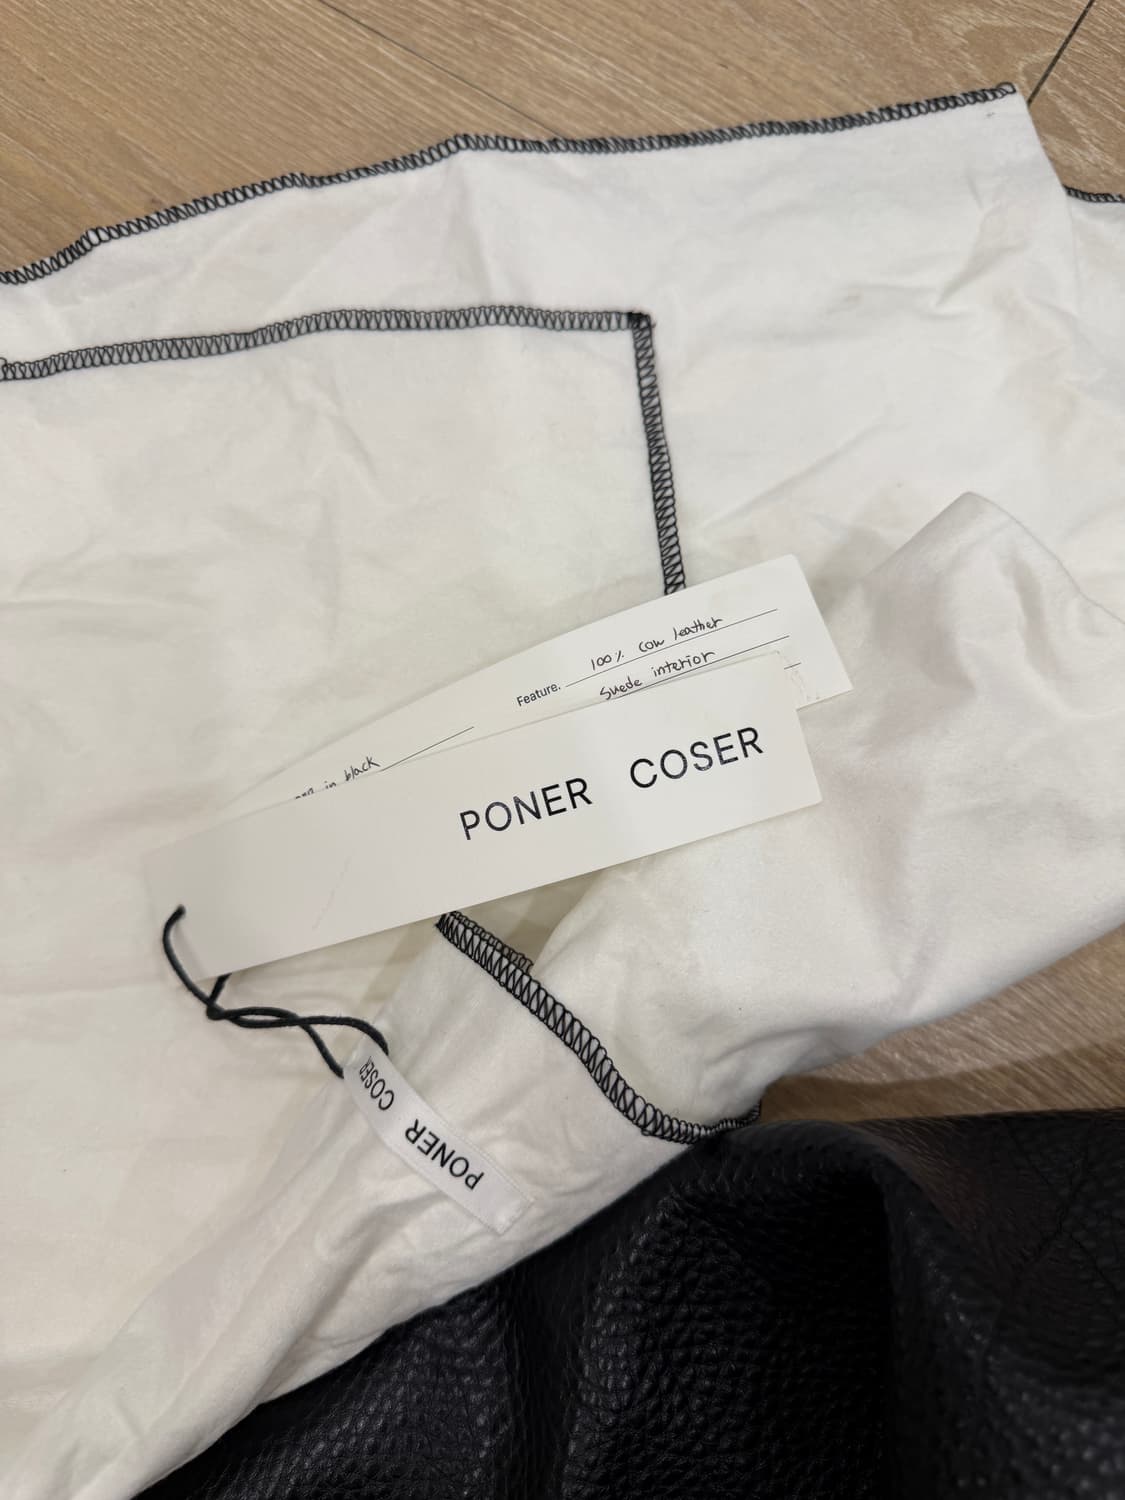 100% cow leather
Feature.
suede interior
in black
PONER COSER
PONER COSER